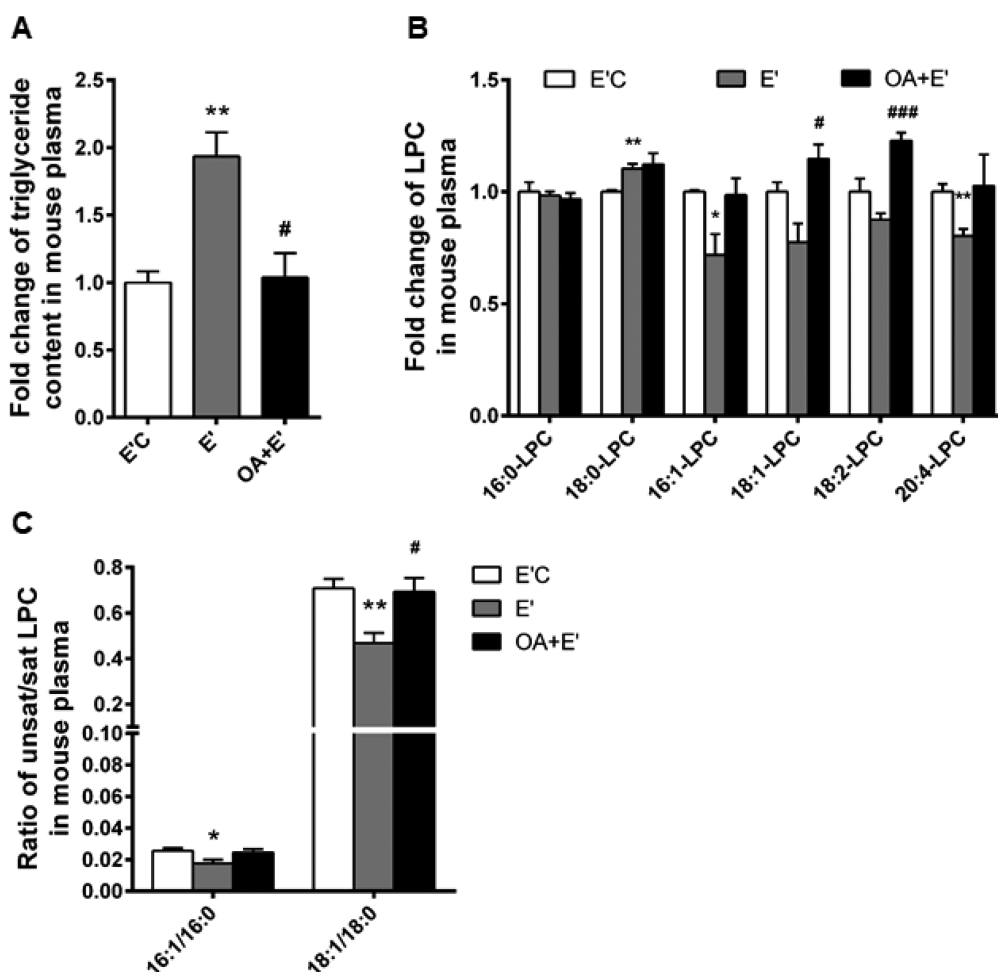 A
Fold change of triglyceride
content in mouse plasma
2.5
2.0
1.5
1.0
0.5
0.0
**
#
E'C
E'
OA+E'
B
Fold change of LPC
in mouse plasma
1.5
1.0
0.5
0.0
E'C
E'
OA+E'
**
*
#
###
**
16:0-LPC
18:0-LPC
16:1-LPC
18:1-LPC
18:2-LPC
20:4-LPC
C
Ratio of unsat/sat LPC
in mouse plasma
0.8
0.6
0.4
0.2
0.10
0.08
0.06
0.04
0.02
0.00
*
**
#
16:1/16:0
18:1/18:0
E'C
E'
OA+E'